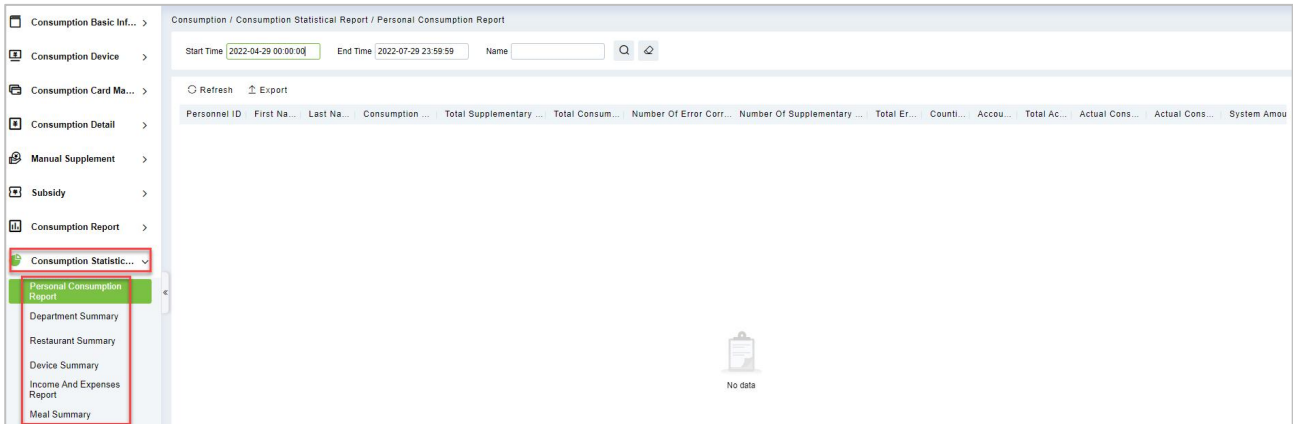 Consumption Basic Inf...
Consumption Device
Consumption Card Ma...
Consumption Detail
Manual Supplement
Subsidy
Consumption Report
Consumption Statistic...
Personal Consumption
Report
Department Summary
Restaurant Summary
Device Summary
Income And Expenses
Report
Meal Summary
Consumption / Consumption Statistical Report / Personal Consumption Report
Start Time 2022-04-29 00:00:00 End Time 2022-07-29 23:59:59 Name
Refresh Export
Personnel ID First Na... Last Na... Consumption ... Total Supplementary ... Total Consum... Number Of Error Corr... Number Of Supplementary ... Total Er... Counti... Accou... Total Ac... Actual Cons... Actual Cons... System Amou
No data